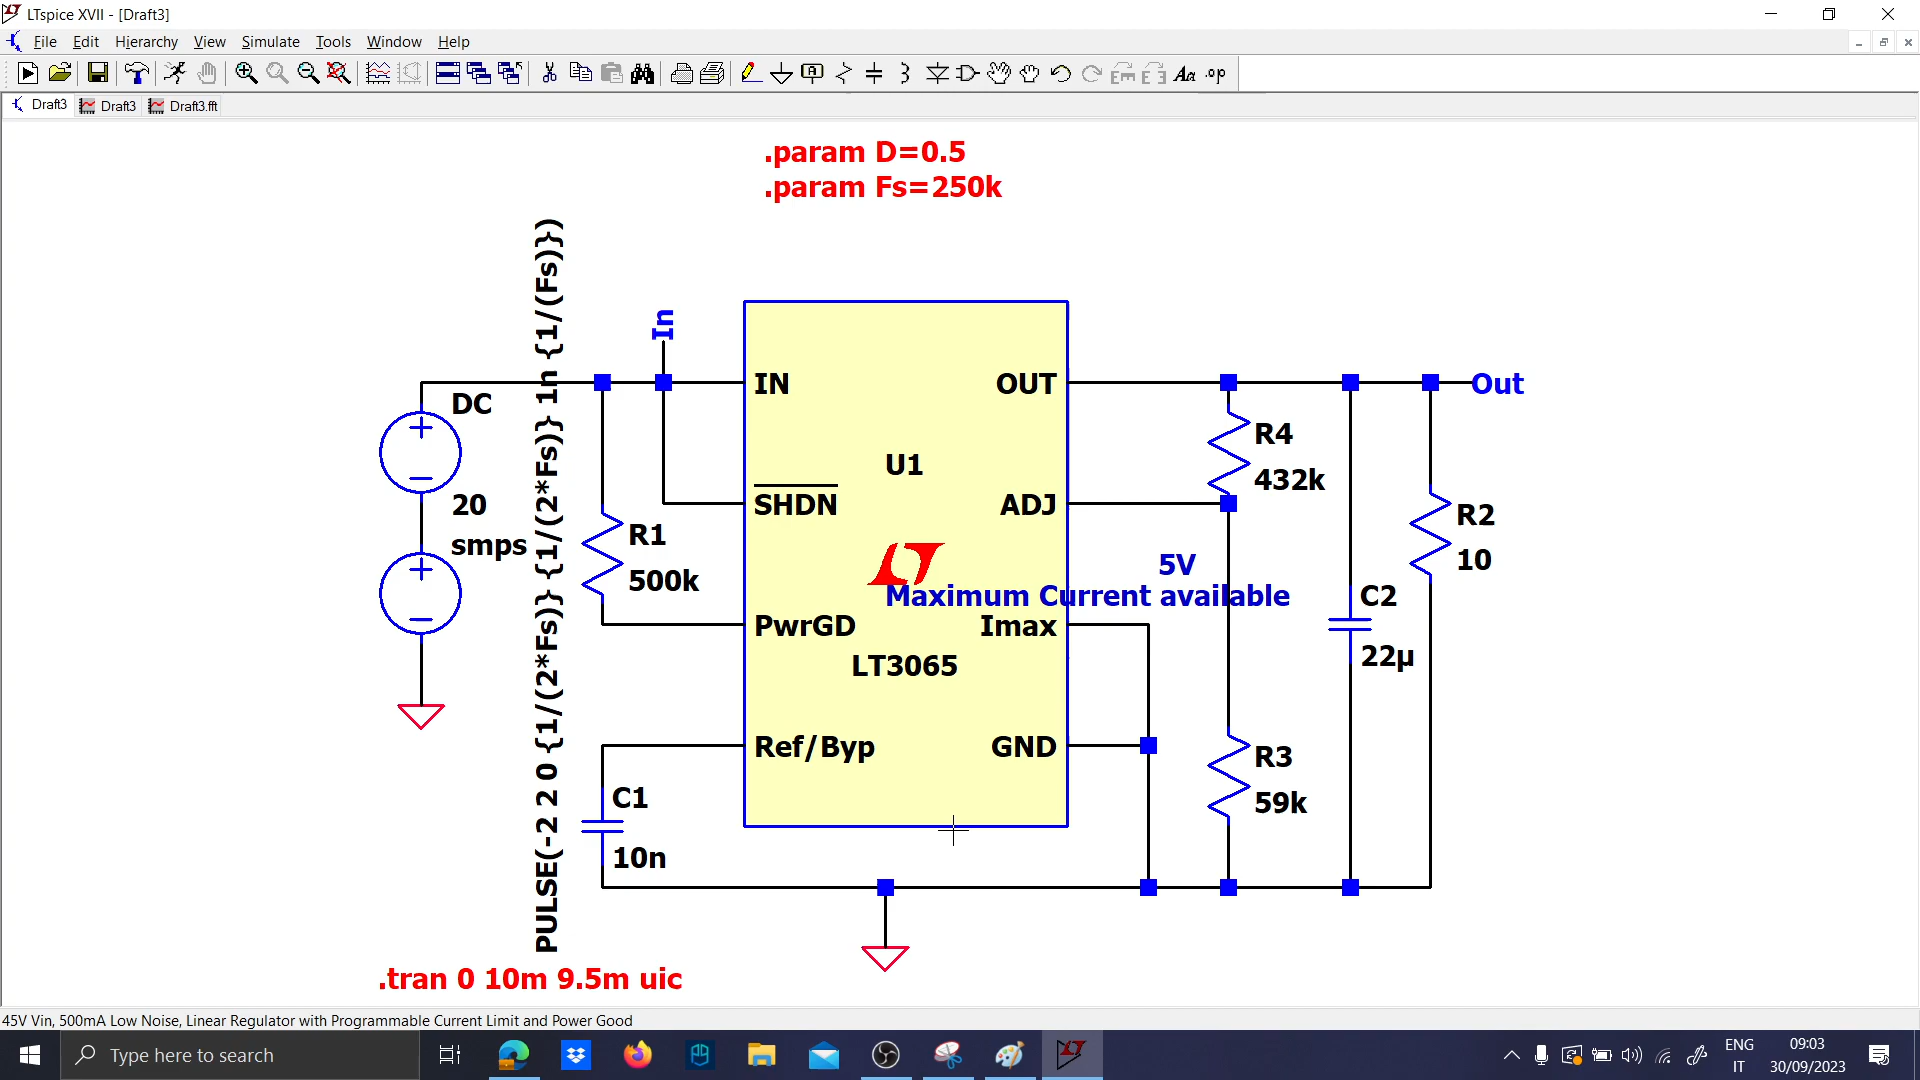 LTspice XVII - [Draft3]
File Edit Hierarchy View Simulate Tools Window Help
Aa .op
Draft3 Draft3 Draft3.fft
.param D=0.5
.param Fs=250k
PULSE(-2 2 0 {1/(2*Fs)} {1/(2*Fs)} 1n {1/(Fs)})
In
DC
20
smps
IN
OUT
Out
U1
SHDN
ADJ
R1
500k
R4
432k
R2
10
5V
Maximum Current available
PwrGD
Imax
LT3065
C2
22µ
Ref/Byp
GND
R3
59k
C1
10n
.tran 0 10m 9.5m uic
45V Vin, 500mA Low Noise, Linear Regulator with Programmable Current Limit and Power Good
Type here to search
ENG
IT
09:03
30/09/2023